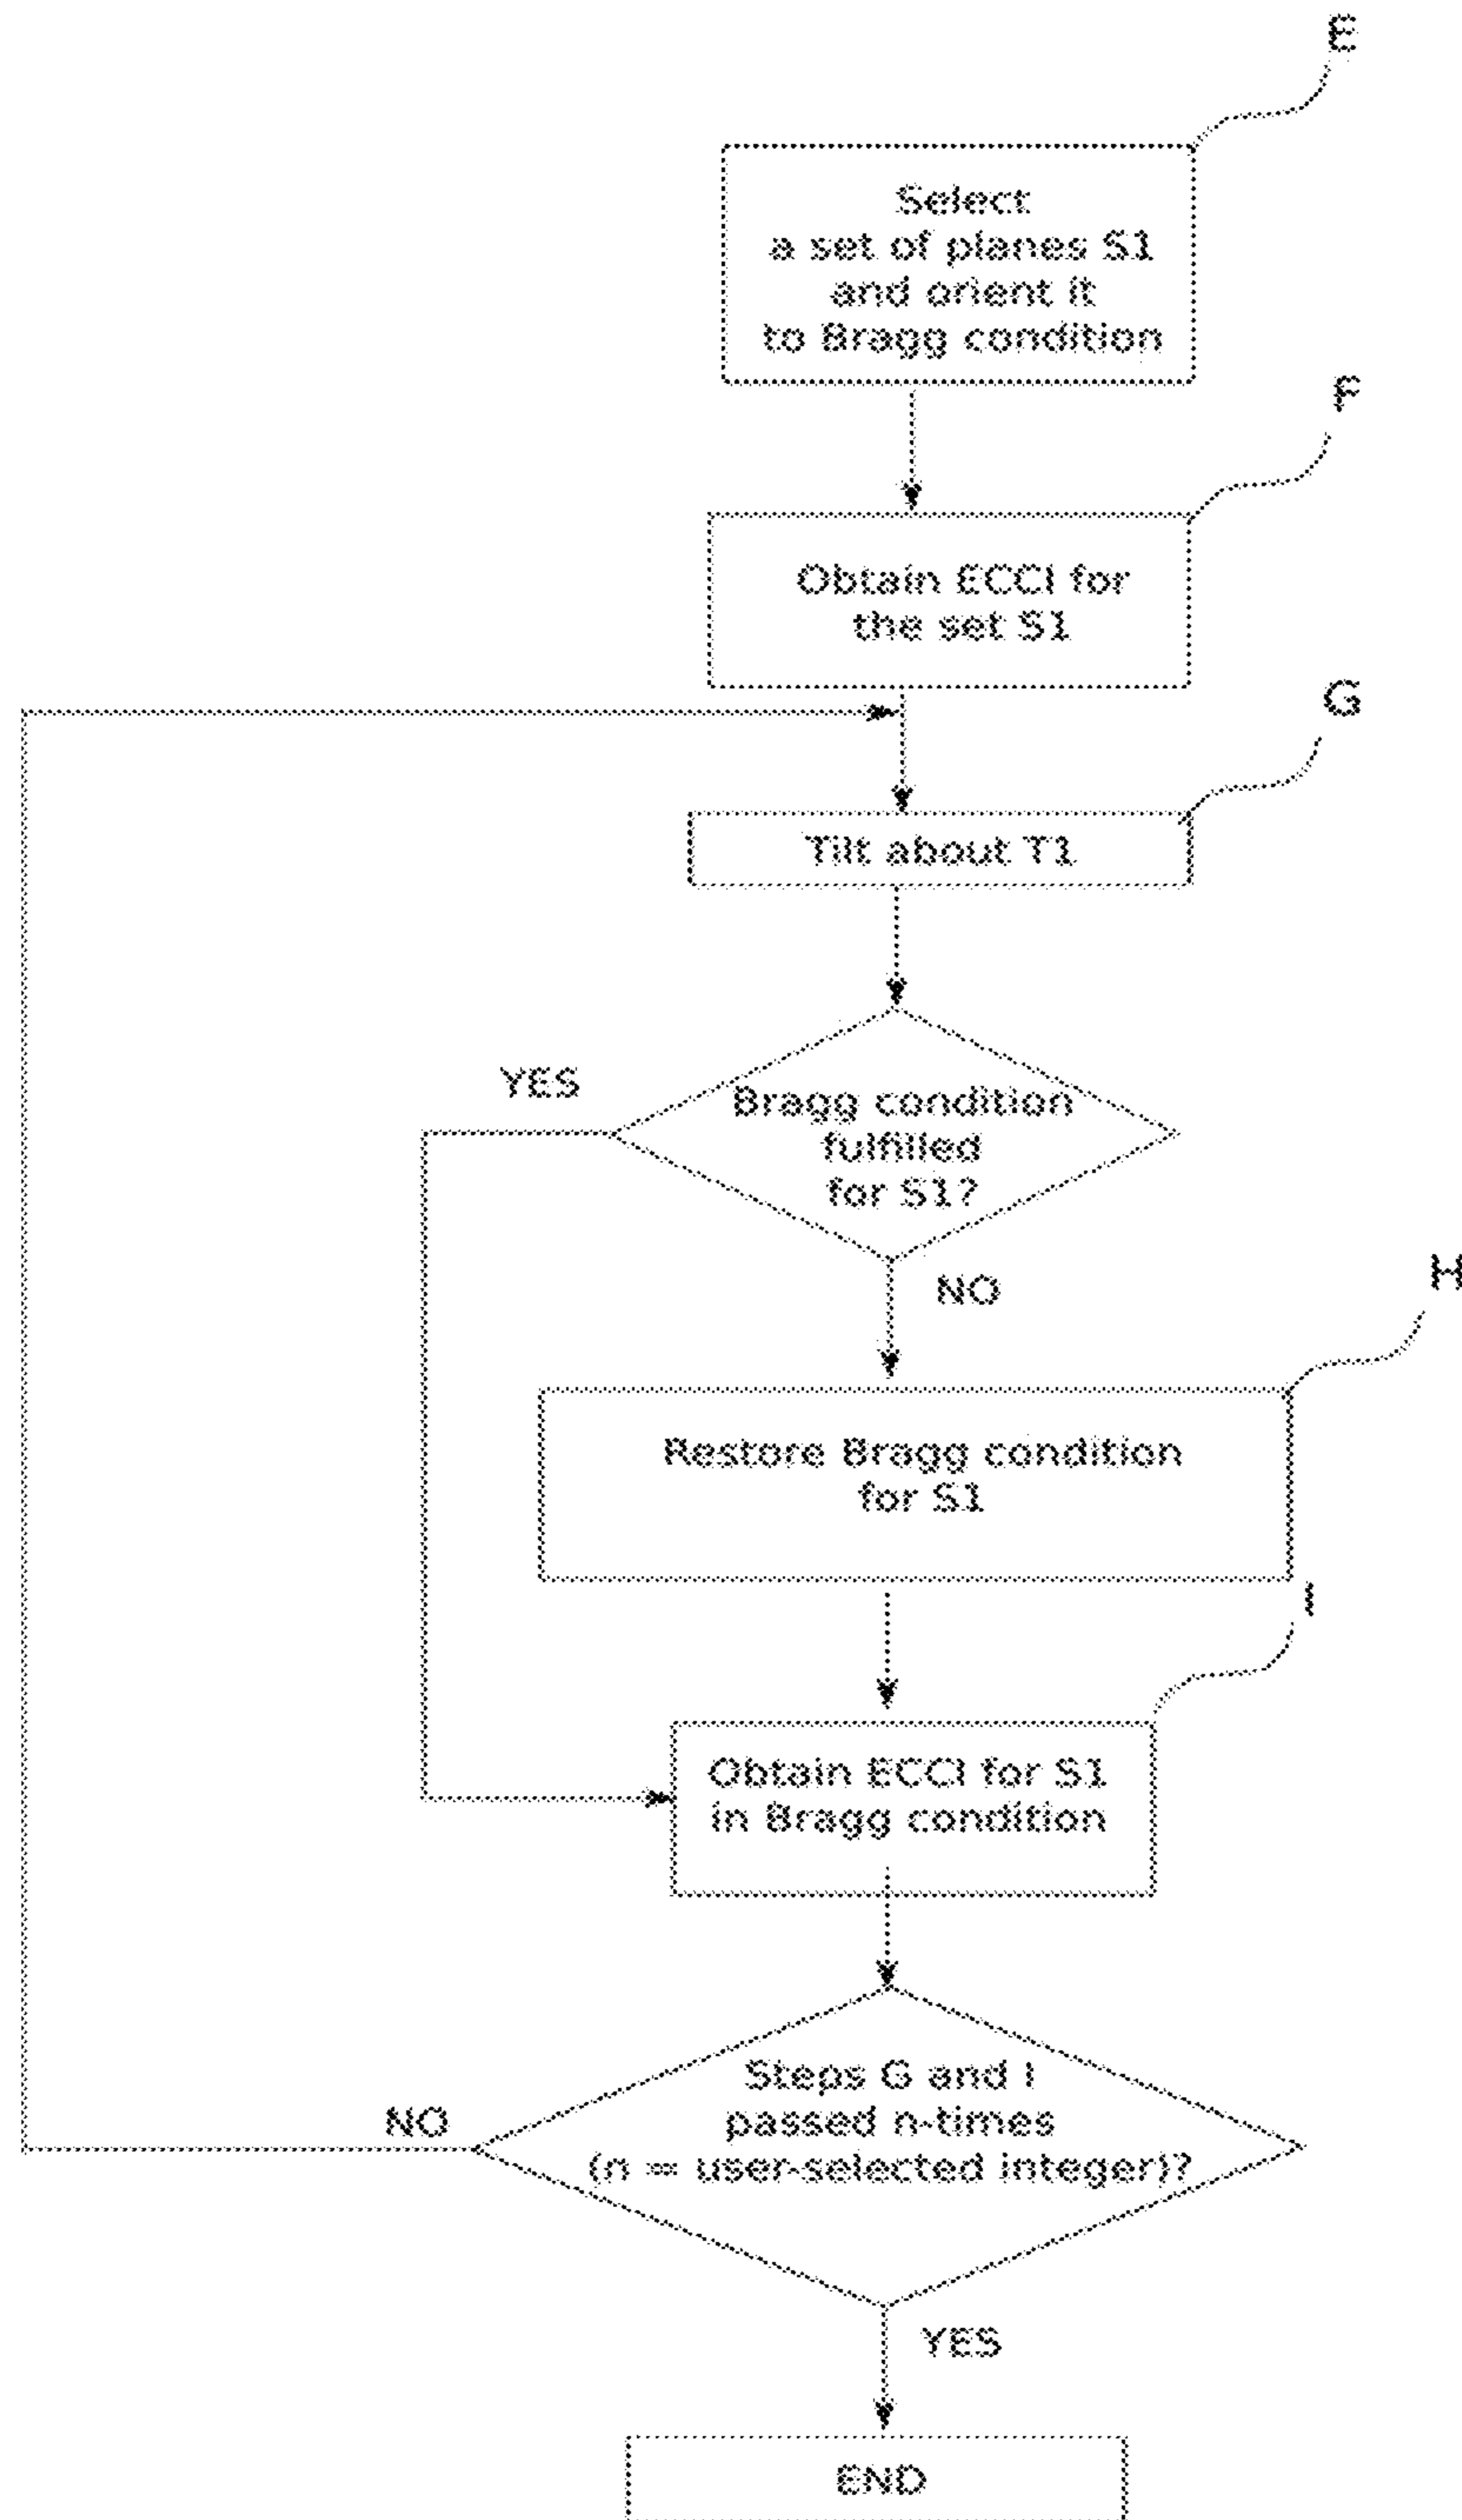 E
Select
a set of planes S1
and orient it
to Bragg condition
F
Obtain ECCI for
the set S1
G
Tilt about T1
YES
Bragg condition
fulfilled
for S1?
NO
H
Restore Bragg condition
for S1
I
Obtain ECCI for S1
in Bragg condition
Steps G and I
passed n-times
(n = user-selected integer)?
NO
YES
END